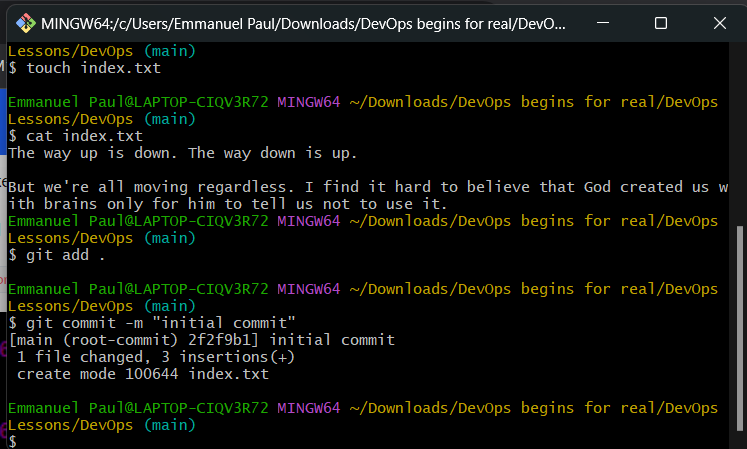 MINGW64:/c/Users/Emmanuel Paul/Downloads/DevOps begins for real/DevO...
Lessons/DevOps (main)
$ touch index.txt
Emmanuel Paul@LAPTOP-CIQV3R72 MINGW64 ~/Downloads/DevOps begins for real/DevOps
Lessons/DevOps (main)
$ cat index.txt
The way up is down. The way down is up.
But we're all moving regardless. I find it hard to believe that God created us w
ith brains only for him to tell us not to use it.
Emmanuel Paul@LAPTOP-CIQV3R72 MINGW64 ~/Downloads/DevOps begins for real/DevOps
Lessons/DevOps (main)
$ git add .
Emmanuel Paul@LAPTOP-CIQV3R72 MINGW64 ~/Downloads/DevOps begins for real/DevOps
Lessons/DevOps (main)
$ git commit -m "initial commit"
[main (root-commit) 2f2f9b1] initial commit
 1 file changed, 3 insertions(+)
 create mode 100644 index.txt
Emmanuel Paul@LAPTOP-CIQV3R72 MINGW64 ~/Downloads/DevOps begins for real/DevOps
Lessons/DevOps (main)
$